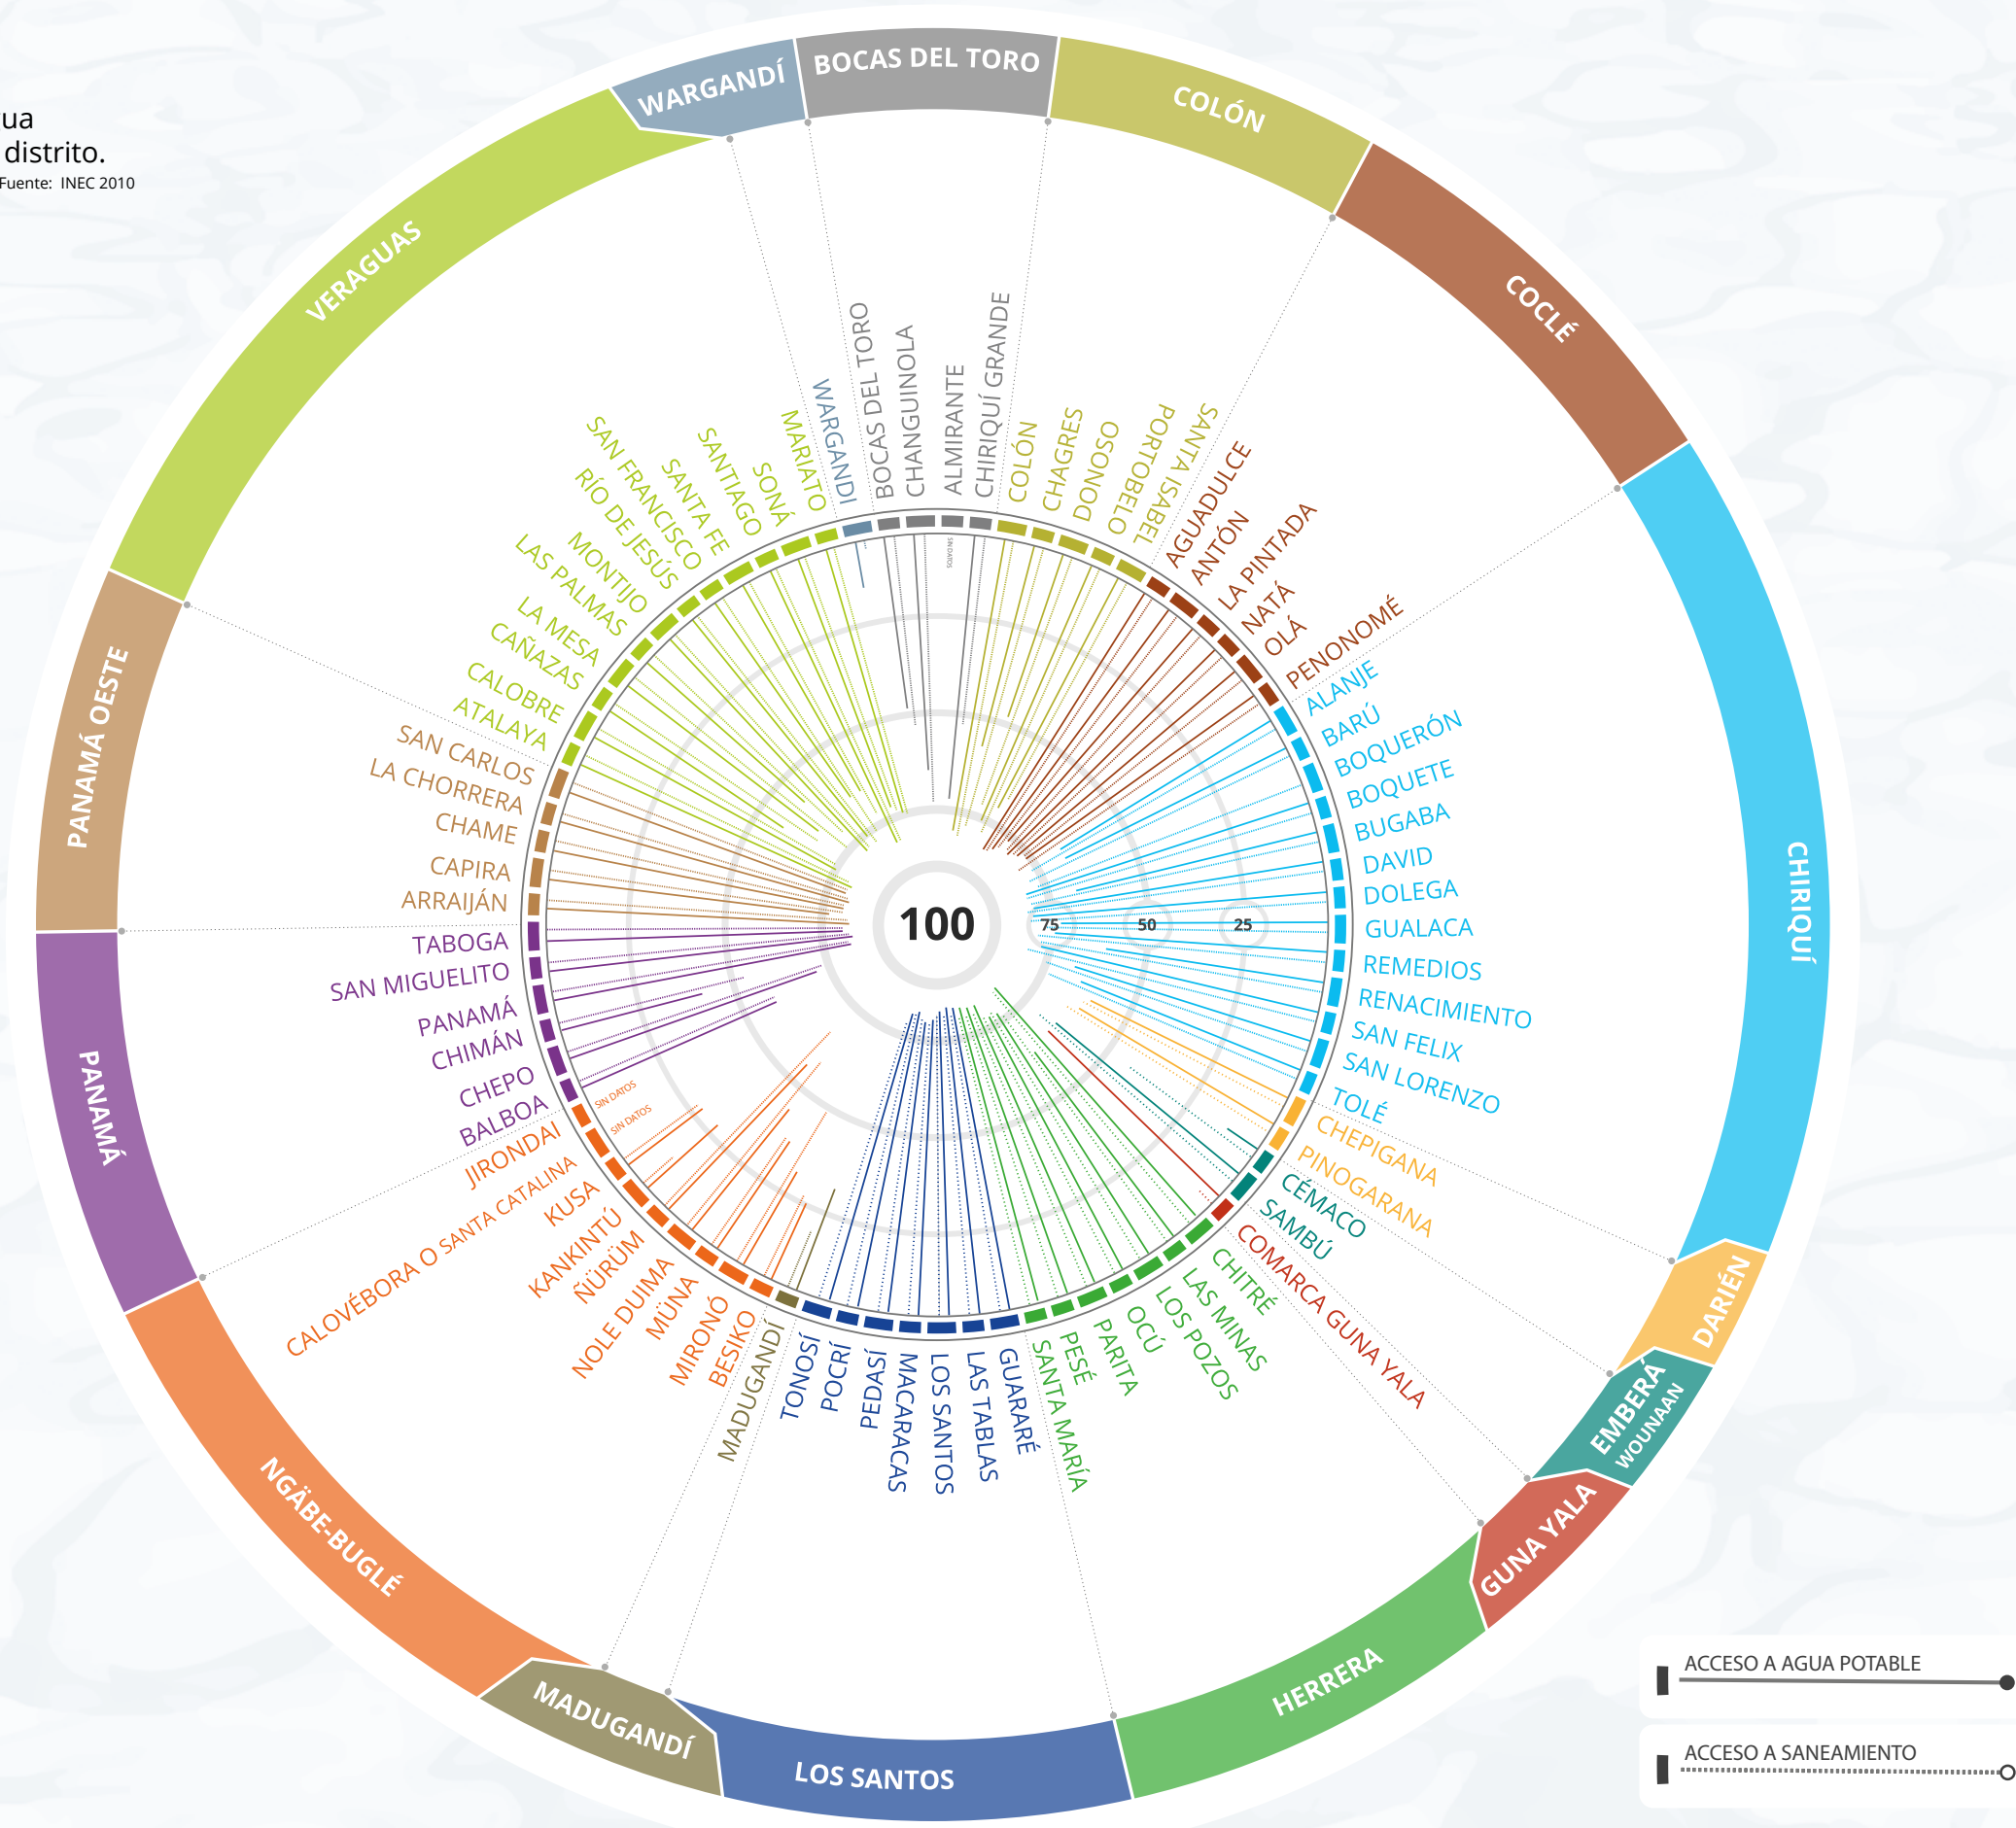 ua
distrito.
Fuente: INEC 2010
BOCAS DEL TORO
COLÓN
COCLÉ
CHIRIQUÍ
DARIÉN
EMBERÁ
WOUNAAN
GUNA YALA
HERRERA
LOS SANTOS
MADUGANDÍ
NGÄBE-BUGLÉ
PANAMÁ
PANAMÁ OESTE
VERAGUAS
WARGANDÍ
BOCAS DEL TORO
CHANGUINOLA
ALMIRANTE
CHIRIQUÍ GRANDE
COLÓN
CHAGRES
DONOSO
PORTOBELO
SANTA ISABEL
AGUADULCE
ANTÓN
LA PINTADA
NATÁ
OLÁ
PENONOMÉ
ALANJE
BARÚ
BOQUERÓN
BOQUETE
BUGABA
DAVID
DOLEGA
GUALACA
REMEDIOS
RENACIMIENTO
SAN FELIX
SAN LORENZO
TOLÉ
CHEPIGANA
PINOGARANA
CÉMACO
SAMBÚ
COMARCA GUNA YALA
CHITRÉ
LAS MINAS
LOS POZOS
OCÚ
PARITA
PESÉ
SANTA MARÍA
GUARARÉ
LAS TABLAS
LOS SANTOS
MACARACAS
PEDASÍ
POCRÍ
TONOSÍ
MADUGANDÍ
BESIKO
MIRONÓ
MÜNA
NOLE DUIMA
ÑÜRÜM
KANKINTÚ
KUSA
CALOVÉBORA O SANTA CATALINA
JIRONDAI
BALBOA
CHEPO
CHIMÁN
PANAMÁ
SAN MIGUELITO
TABOGA
ARRAIJÁN
CAPIRA
CHAME
LA CHORRERA
SAN CARLOS
ATALAYA
CALOBRE
CAÑAZAS
LA MESA
LAS PALMAS
MONTIJO
RÍO DE JESÚS
SAN FRANCISCO
SANTA FE
SANTIAGO
SONÁ
MARIATO
WARGANDI
SIN DATOS
SIN DATOS
SIN DATOS
100
75
50
25
ACCESO A AGUA POTABLE
ACCESO A SANEAMIENTO